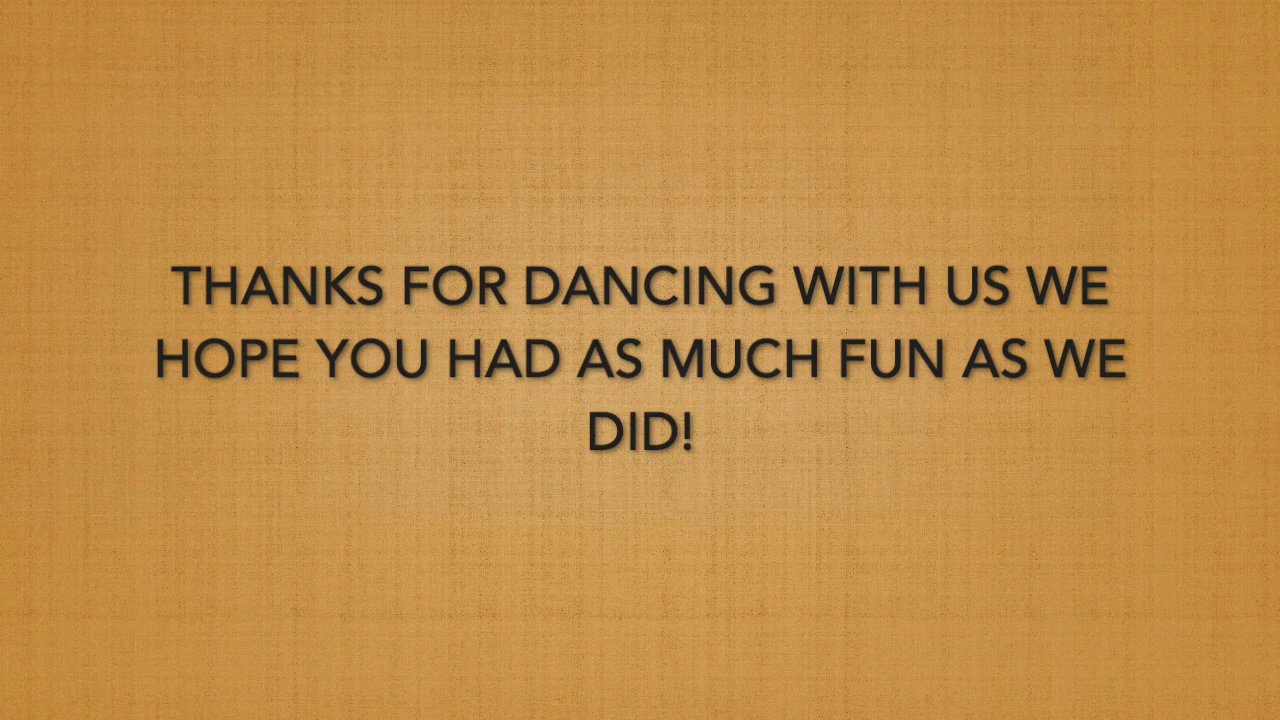 THANKS FOR DANCING WITH US WE
HOPE YOU HAD AS MUCH FUN AS WE
DID!